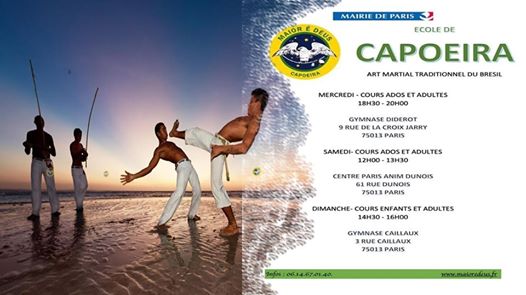 MAIRIE DE PARIS
MAIOR É DEUS
CAPOEIRA
ECOLE DE
CAPOEIRA
ART MARTIAL TRADITIONNEL DU BRESIL
MERCREDI - COURS ADOS ET ADULTES
18H30 - 20H00
GYMNASE DIDEROT
9 RUE DE LA CROIX JARRY
75013 PARIS
SAMEDI- COURS ADOS ET ADULTES
12H00 - 13H30
CENTRE PARIS ANIM DUNOIS
61 RUE DUNOIS
75013 PARIS
DIMANCHE- COURS ENFANTS ET ADULTES
14H30 - 16H00
GYMNASE CAILLAUX
3 RUE CAILLAUX
75013 PARIS
Infos : 06.14.67.01.40.
www.maioredeus.fr